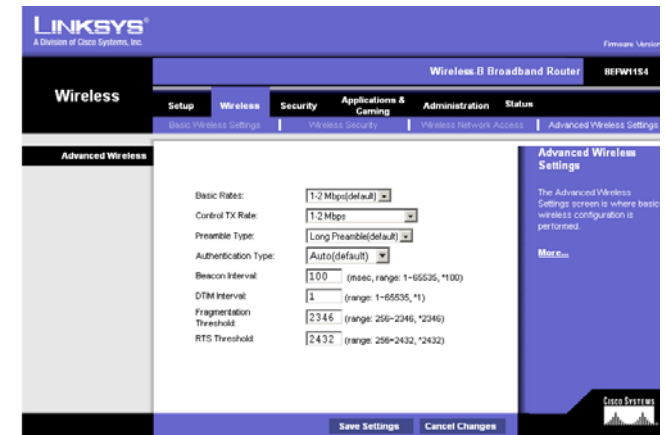 LINKSYS®
A Division of Cisco Systems, Inc.
Firmware Version
Wireless-B Broadband Router BEFW11S4
Wireless
Setup Wireless Security Applications & Gaming Administration Status
Basic Wireless Settings Wireless Security Wireless Network Access Advanced Wireless Settings
Advanced Wireless
Advanced Wireless
Settings
The Advanced Wireless
Settings screen is where basic
wireless configuration is
performed.
More...
Basic Rates: 1-2 Mbps(default)
Control TX Rate: 1-2 Mbps
Preamble Type: Long Preamble(default)
Authentication Type: Auto(default)
Beacon Interval: 100 (msec, range: 1~65535, *100)
DTIM Interval: 1 (range: 1~65535, *1)
Fragmentation
Threshold: 2346 (range: 256~2346, *2346)
RTS Threshold: 2432 (range: 256~2432, *2432)
Save Settings Cancel Changes
CISCO SYSTEMS